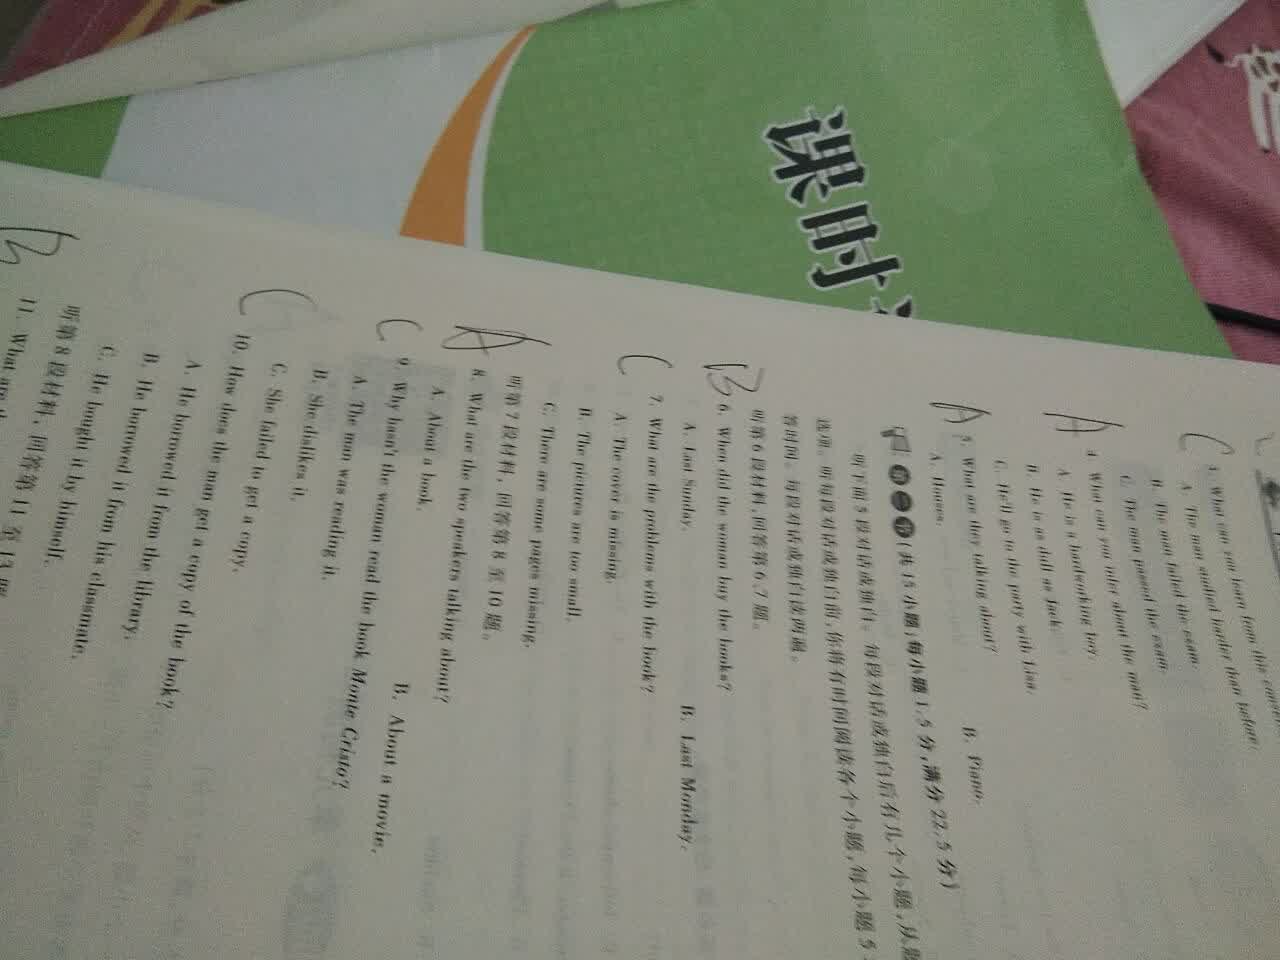 课时
C
3. What can you learn from this
A. The man studied harder than before.
B. The man failed the exam.
C. The man passed the exam.
A
4. What can you infer about the man?
A. He is a hardworking boy.
B. He is as dull as Jack.
C. He'll go to the party with Lisa.
A
5. What are they talking about?
A. Houses. B. Piano.
第二节 (共 15 小题;每小题 1.5 分,满分 22.5 分)
听下面 5 段对话或独白。每段对话或独白后有几个小题,从题
选项。听每段对话或独白前,你将有时间阅读各个小题,每小题 5
答时间。每段对话或独白读两遍。
听第 6 段材料,回答第 6、7 题。
B
6. When did the woman buy the books?
A. Last Sunday. B. Last Monday.
C
7. What are the problems with the book?
A. The cover is missing.
B. The pictures are too small.
C. There are some pages missing.
听第 7 段材料,回答第 8 至 10 题。
A
8. What are the two speakers talking about?
A. About a book. B. About a movie.
C
9. Why hasn't the woman read the book Monte Cristo?
A. The man was reading it.
B. She dislikes it.
C. She failed to get a copy.
C
10. How does the man get a copy of the book?
A. He borrowed it from the library.
B. He borrowed it from his classmate.
C. He bought it by himself.
听第 8 段材料,回答第 11 至 13 题
B
11. What are